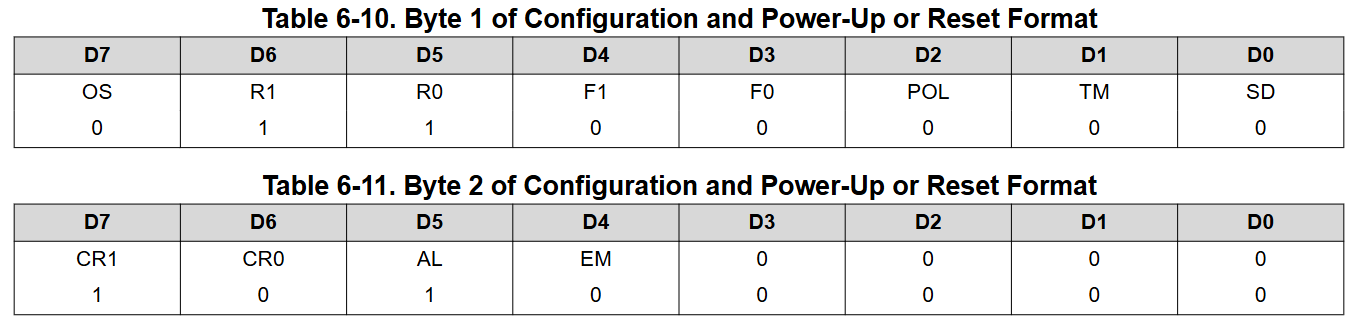 Table 6-10. Byte 1 of Configuration and Power-Up or Reset Format
D7 D6 D5 D4 D3 D2 D1 D0
OS R1 R0 F1 F0 POL TM SD
0 1 1 0 0 0 0 0
Table 6-11. Byte 2 of Configuration and Power-Up or Reset Format
D7 D6 D5 D4 D3 D2 D1 D0
CR1 CR0 AL EM 0 0 0 0
1 0 1 0 0 0 0 0